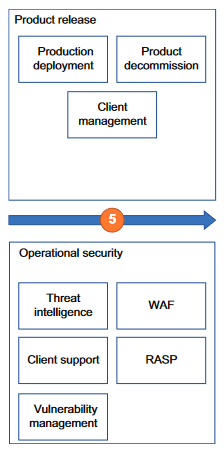 Product release
Production
deployment
Product
decommission
Client
management
5
Operational security
Threat
intelligence
WAF
Client support
RASP
Vulnerability
management